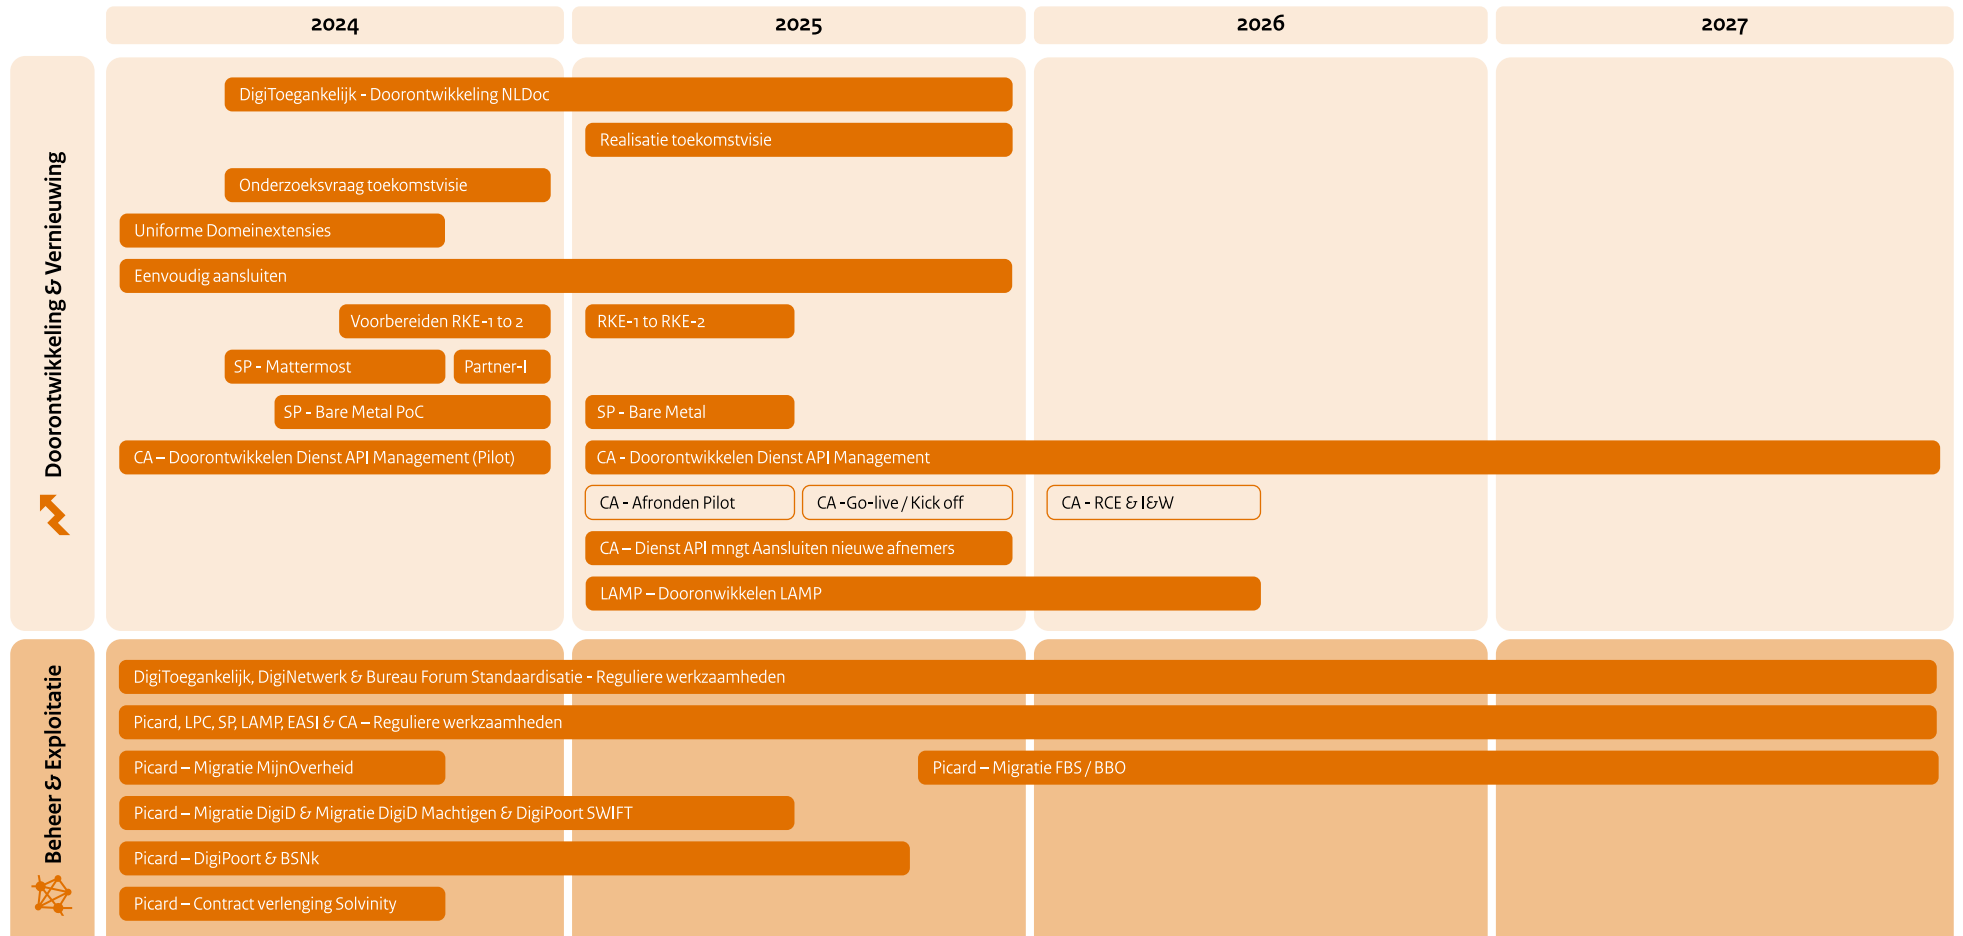 2024
2025
2026
2027
Doorontwikkeling & Vernieuwing
DigiToegankelijk - Doorontwikkeling NLDoc
Realisatie toekomstvisie
Onderzoeksvraag toekomstvisie
Uniforme Domeinextensies
Eenvoudig aansluiten
Voorbereiden RKE-1 to 2
RKE-1 to RKE-2
SP - Mattermost
Partner-I
SP - Bare Metal PoC
SP - Bare Metal
CA – Doorontwikkelen Dienst API Management (Pilot)
CA - Doorontwikkelen Dienst API Management
CA - Afronden Pilot
CA -Go-live / Kick off
CA - RCE & I&W
CA – Dienst API mngt Aansluiten nieuwe afnemers
LAMP – Dooronwikkelen LAMP
Beheer & Exploitatie
DigiToegankelijk, DigiNetwerk & Bureau Forum Standaardisatie - Reguliere werkzaamheden
Picard, LPC, SP, LAMP, EASI & CA – Reguliere werkzaamheden
Picard – Migratie MijnOverheid
Picard – Migratie FBS / BBO
Picard – Migratie DigiD & Migratie DigiD Machtigen & DigiPoort SWIFT
Picard – DigiPoort & BSNk
Picard – Contract verlenging Solvinity